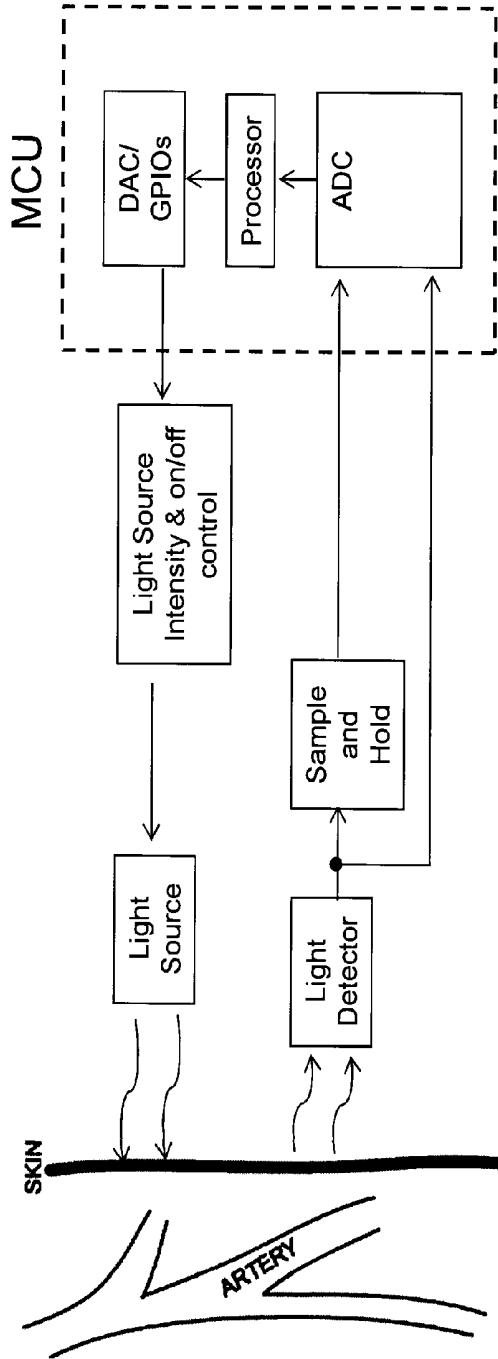 MCU
SKIN
ARTERY
Light
Source
Light Source
Intensity & on/off
control
DAC/
GPIOs
Processor
ADC
Light
Detector
Sample
and
Hold